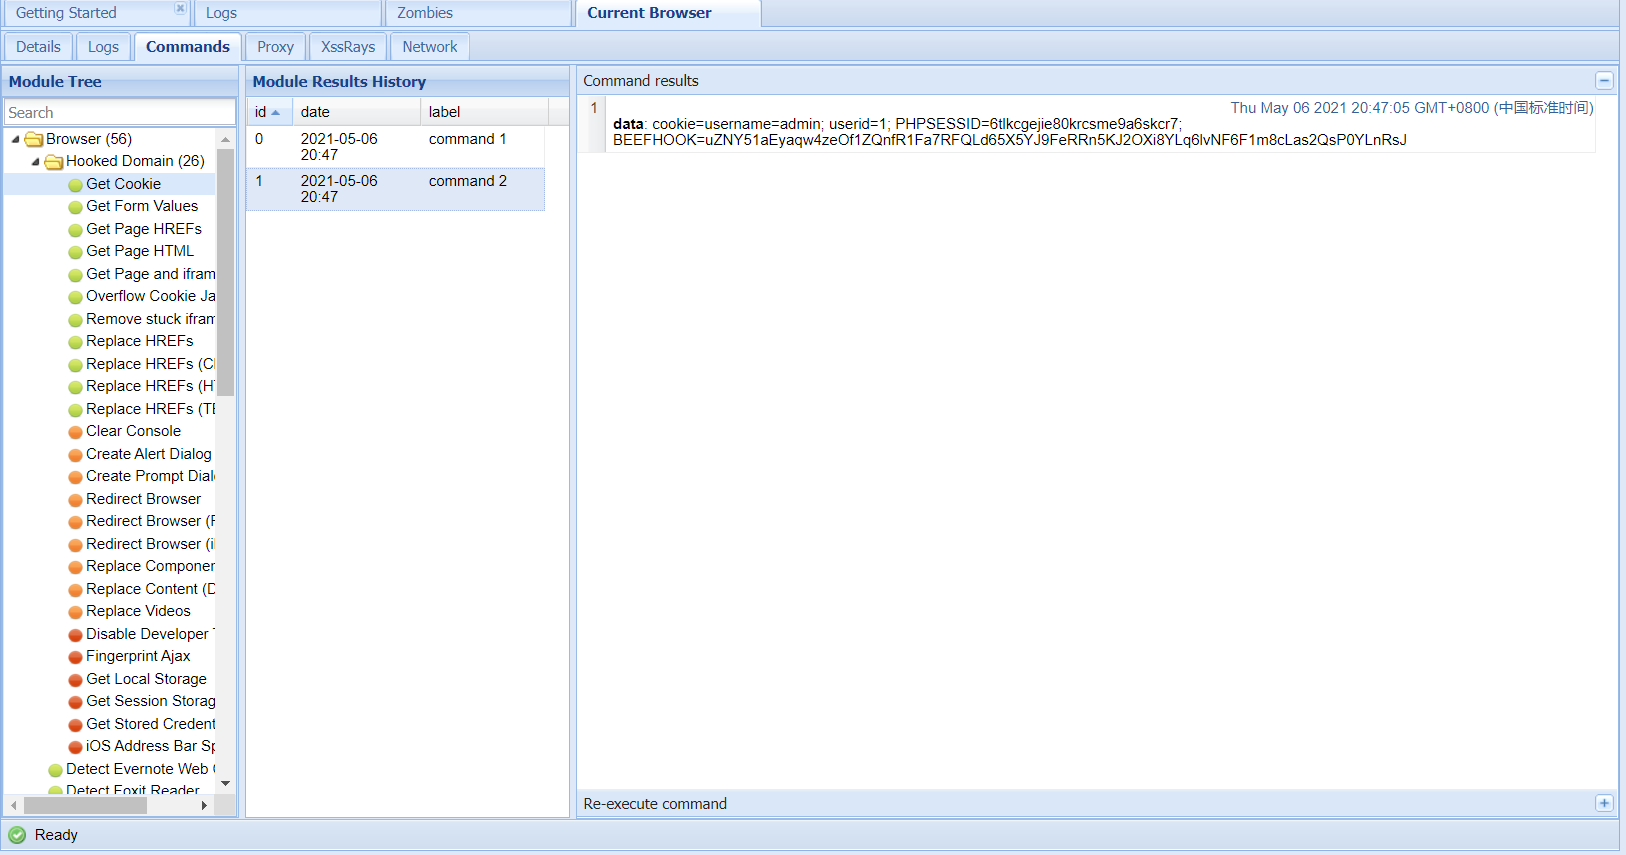 Getting Started
Logs
Zombies
Current Browser
Details
Logs
Commands
Proxy
XssRays
Network
Module Tree
Search
Browser (56)
Hooked Domain (26)
Get Cookie
Get Form Values
Get Page HREFs
Get Page HTML
Get Page and ifram
Overflow Cookie Ja
Remove stuck ifram
Replace HREFs
Replace HREFs (Cl
Replace HREFs (HT
Replace HREFs (TE
Clear Console
Create Alert Dialog
Create Prompt Dial
Redirect Browser
Redirect Browser (F
Redirect Browser (i
Replace Componer
Replace Content (D
Replace Videos
Disable Developer T
Fingerprint Ajax
Get Local Storage
Get Session Storag
Get Stored Credent
iOS Address Bar Sp
Detect Evernote Web C
Detect Foxit Reader
Module Results History
id date label
0 2021-05-06 20:47 command 1
1 2021-05-06 20:47 command 2
Command results
1 Thu May 06 2021 20:47:05 GMT+0800 (中国标准时间)
data: cookie=username=admin; userid=1; PHPSESSID=6tlkcgejie80krcsme9a6skcr7;
BEEFHOOK=uZNY51aEyaqw4zeOf1ZQnfR1Fa7RFQLd65X5YJ9FeRRn5KJ2OXi8YLq6lvNF6F1m8cLas2QsP0YLnRsJ
Re-execute command
Ready